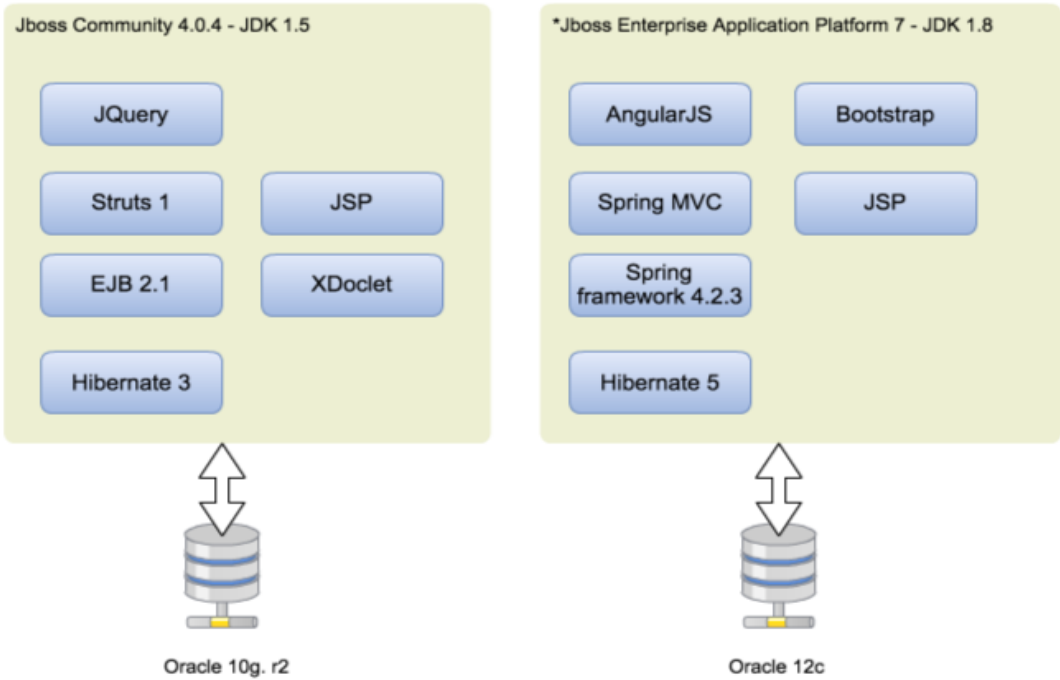 Jboss Community 4.0.4 - JDK 1.5
JQuery
Struts 1
JSP
EJB 2.1
XDoclet
Hibernate 3
Oracle 10g. r2
*Jboss Enterprise Application Platform 7 - JDK 1.8
AngularJS
Bootstrap
Spring MVC
JSP
Spring
framework 4.2.3
Hibernate 5
Oracle 12c